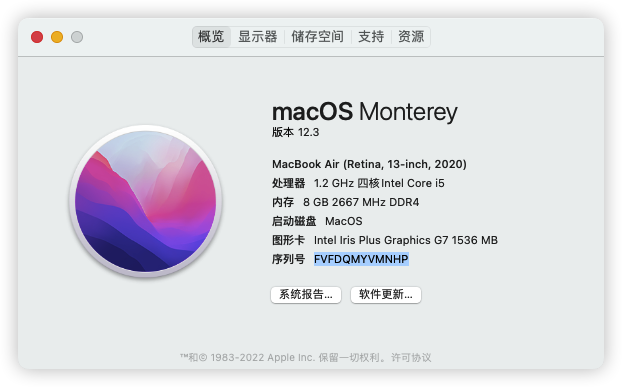 概览 显示器 储存空间 支持 资源
macOS Monterey
版本 12.3
MacBook Air (Retina, 13-inch, 2020)
处理器 1.2 GHz 四核Intel Core i5
内存 8 GB 2667 MHz DDR4
启动磁盘 MacOS
图形卡 Intel Iris Plus Graphics G7 1536 MB
序列号 FVFDQMYVMNHP
系统报告... 软件更新...
™和© 1983-2022 Apple Inc. 保留一切权利。许可协议